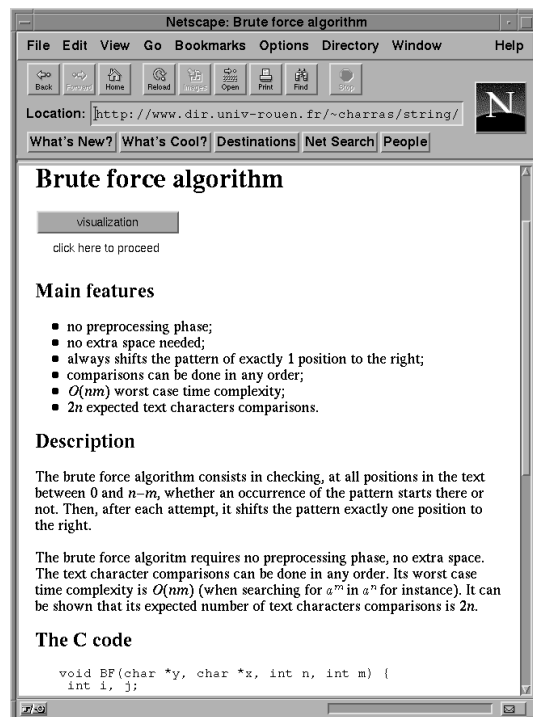 Netscape: Brute force algorithm
File Edit View Go Bookmarks Options Directory Window Help
Back Forward Home Reload Images Open Print Find Stop
Location: http://www.dir.univ-rouen.fr/~charras/string/
N
What's New? What's Cool? Destinations Net Search People
Brute force algorithm
visualization
click here to proceed
Main features
no preprocessing phase;
no extra space needed;
always shifts the pattern of exactly 1 position to the right;
comparisons can be done in any order;
O(nm) worst case time complexity;
2n expected text characters comparisons.
Description
The brute force algorithm consists in checking, at all positions in the text
between 0 and n–m, whether an occurrence of the pattern starts there or
not. Then, after each attempt, it shifts the pattern exactly one position to
the right.
The brute force algoritm requires no preprocessing phase, no extra space.
The text character comparisons can be done in any order. Its worst case
time complexity is O(nm) (when searching for aᵐ in aⁿ for instance). It can
be shown that its expected number of text characters comparisons is 2n.
The C code
void BF(char *y, char *x, int n, int m) {
int i, j;